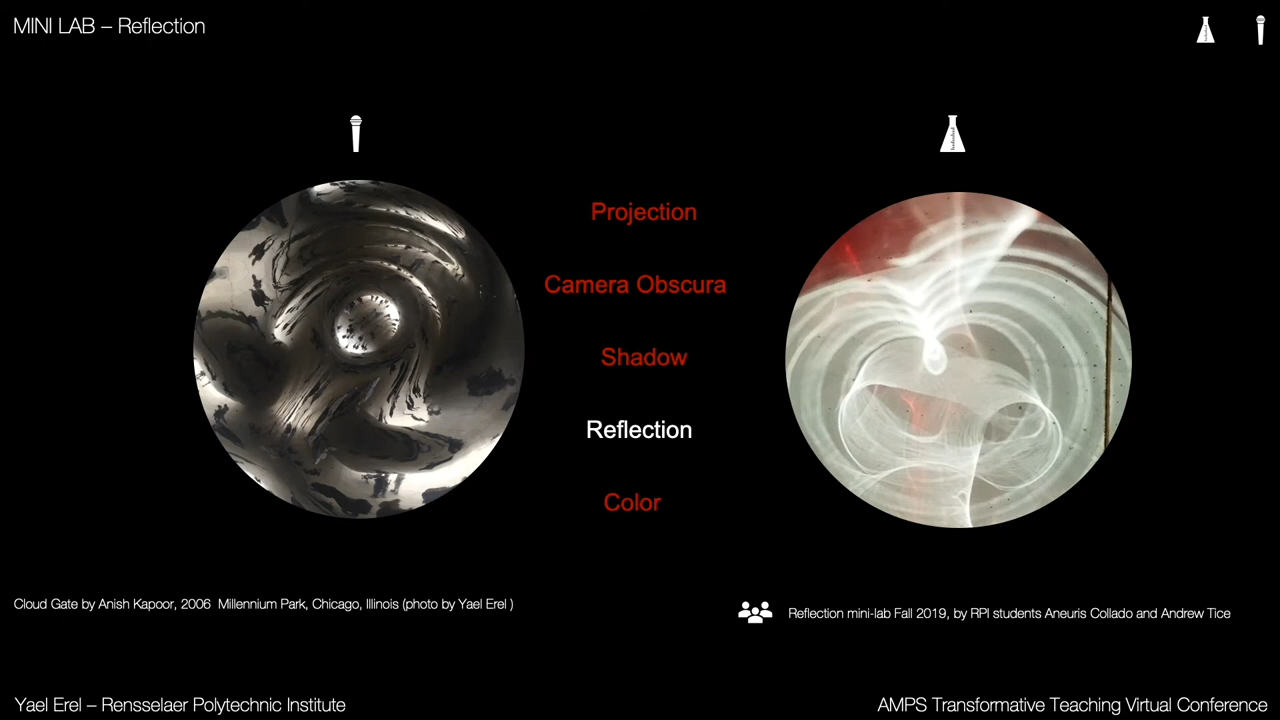 MINI LAB – Reflection
Projection
Camera Obscura
Shadow
Reflection
Color
Cloud Gate by Anish Kapoor, 2006 Millennium Park, Chicago, Illinois (photo by Yael Erel )
Reflection mini-lab Fall 2019, by RPI students Aneuris Collado and Andrew Tice
Yael Erel – Rensselaer Polytechnic Institute
AMPS Transformative Teaching Virtual Conference